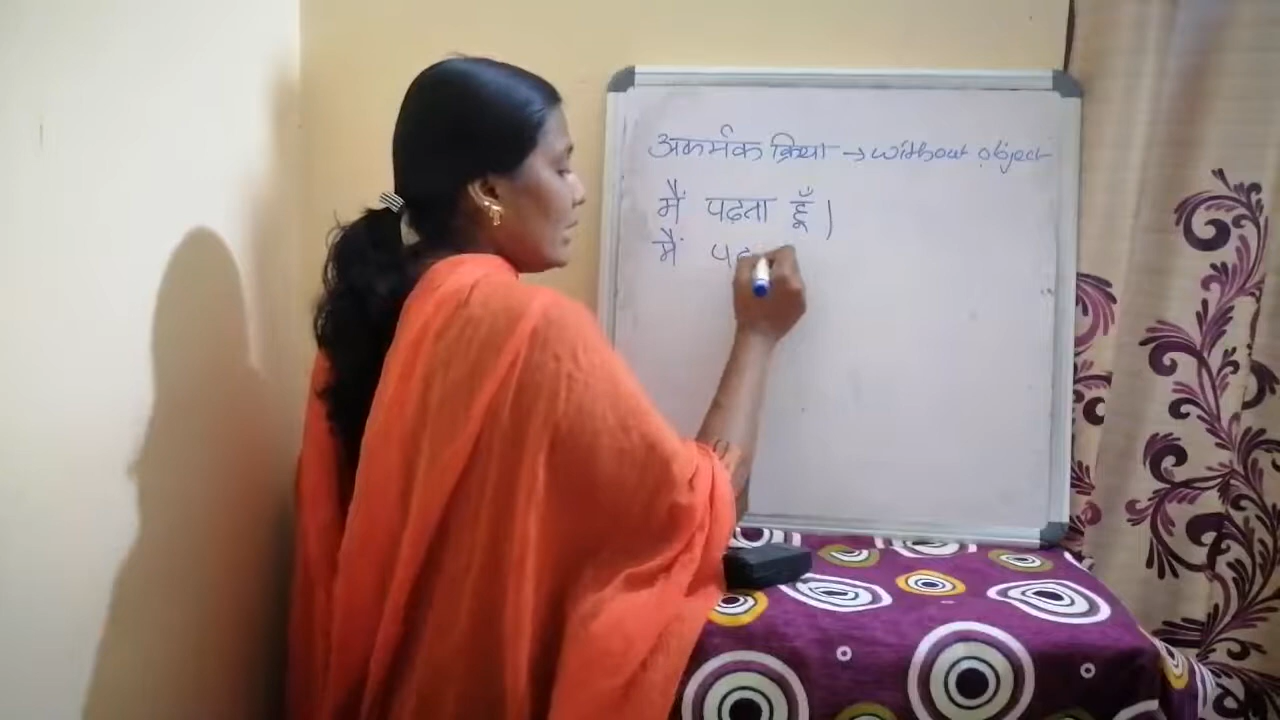 अकर्मक क्रिया → without object
मैं पढ़ता हूँ।
मैं